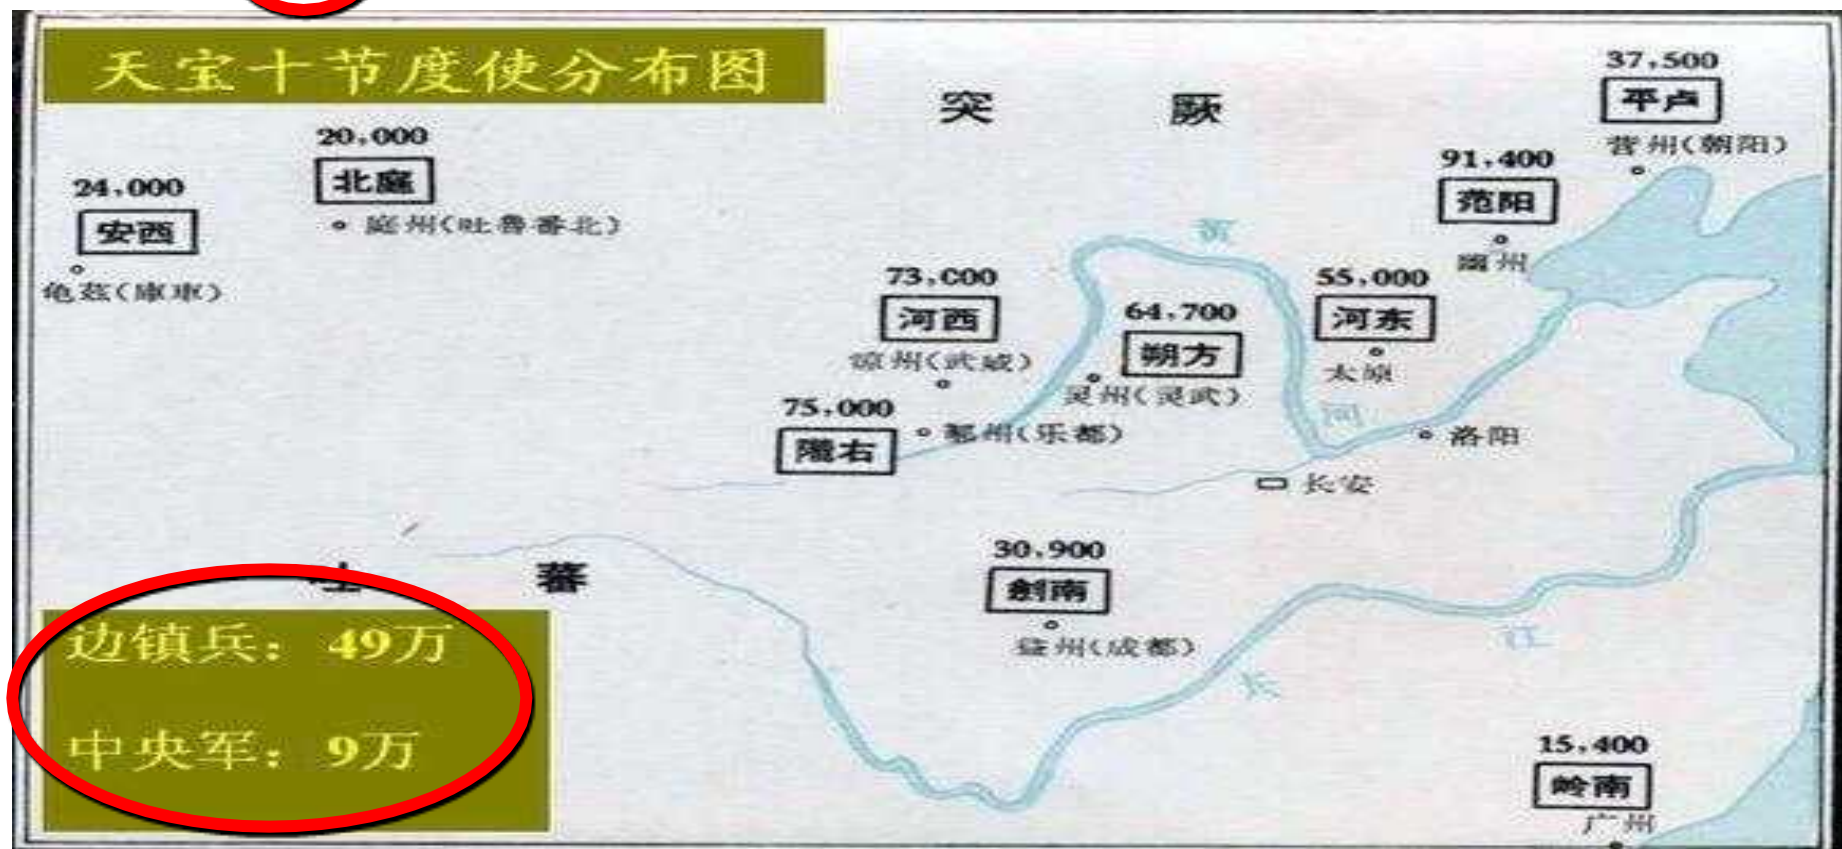 天宝十节度使分布图
突厥
37,500
平卢
营州(朝阳)
20,000
北庭
庭州(吐鲁番北)
91,400
范阳
幽州
24,000
安西
龟兹(库车)
73,000
河西
凉州(武威)
黄
64,700
朔方
灵州(灵武)
55,000
河东
太原
75,000
陇右
鄯州(乐都)
河
洛阳
长安
吐蕃
30,900
剑南
益州(成都)
长
江
边镇兵：49万
中央军：9万
15,400
岭南
广州